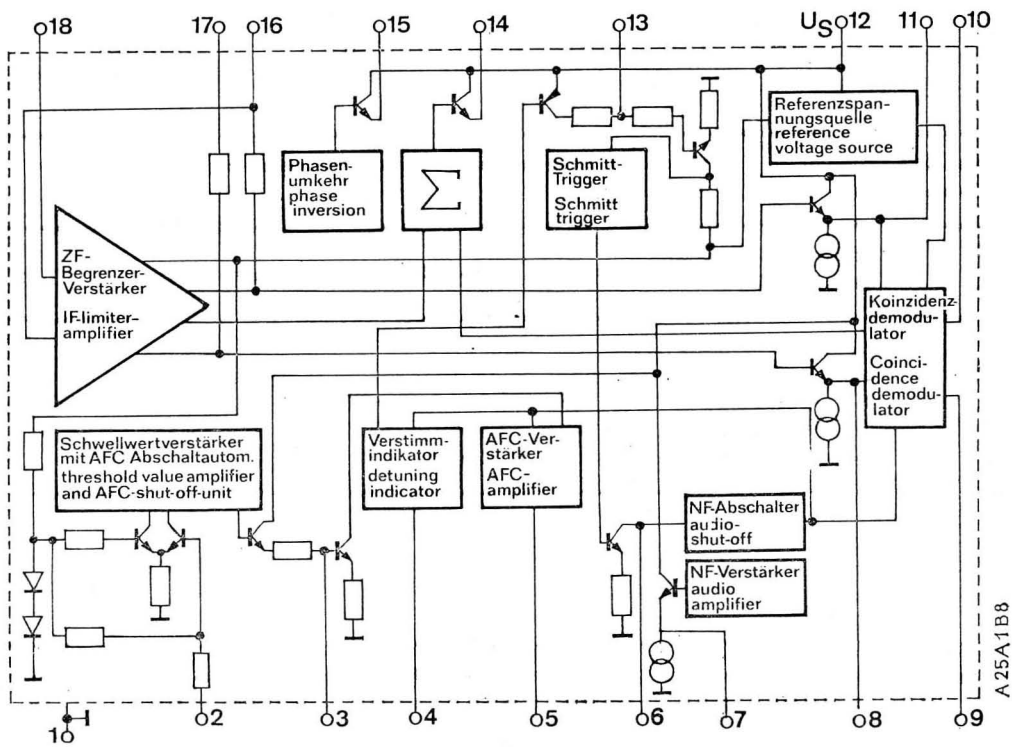 18
17
16
15
14
13
US 12
11
10
Phasen-
umkehr
phase
inversion
Σ
Schmitt-
Trigger
Schmitt
trigger
Referenzspan-
nungsquelle
reference
voltage source
ZF-
Begrenzer-
Verstärker
IF-limiter-
amplifier
Koinzidenz-
demodu-
lator
Coinci-
dence
demodu-
lator
Schwellwertverstärker
mit AFC Abschaltautom.
threshold value amplifier
and AFC-shut-off-unit
Verstimm-
indikator
detuning
indicator
AFC-Ver-
stärker
AFC-
amplifier
NF-Abschalter
audio-
shut-off
NF-Verstärker
audio
amplifier
1
2
3
4
5
6
7
8
9
A25A1B8